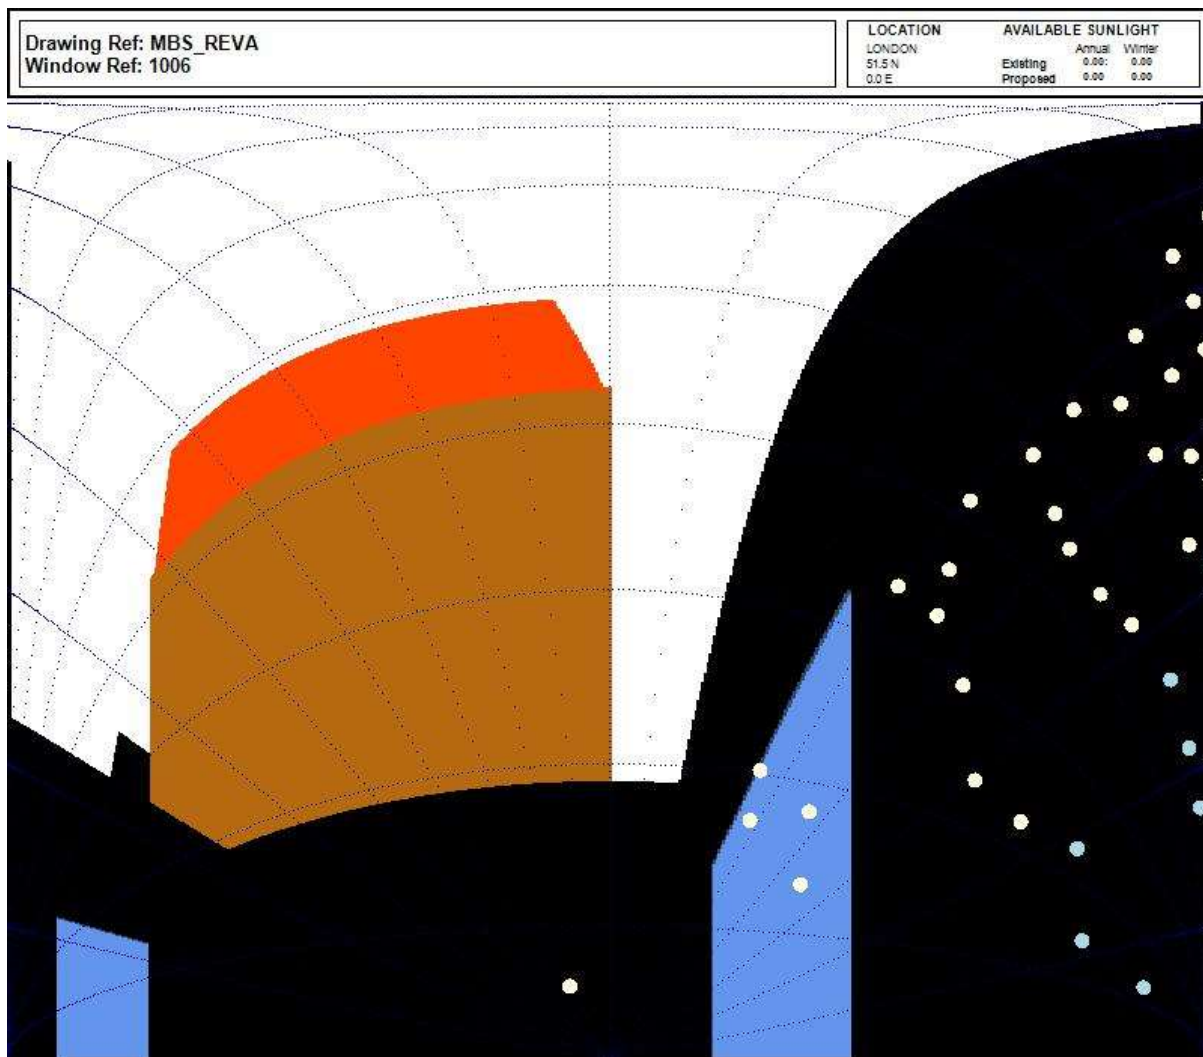 Drawing Ref: MBS_REVA
Window Ref: 1006
LOCATION
LONDON
51.5 N
0.0 E
AVAILABLE SUNLIGHT
Annual Winter
Existing 0.00: 0.00
Proposed 0.00 0.00